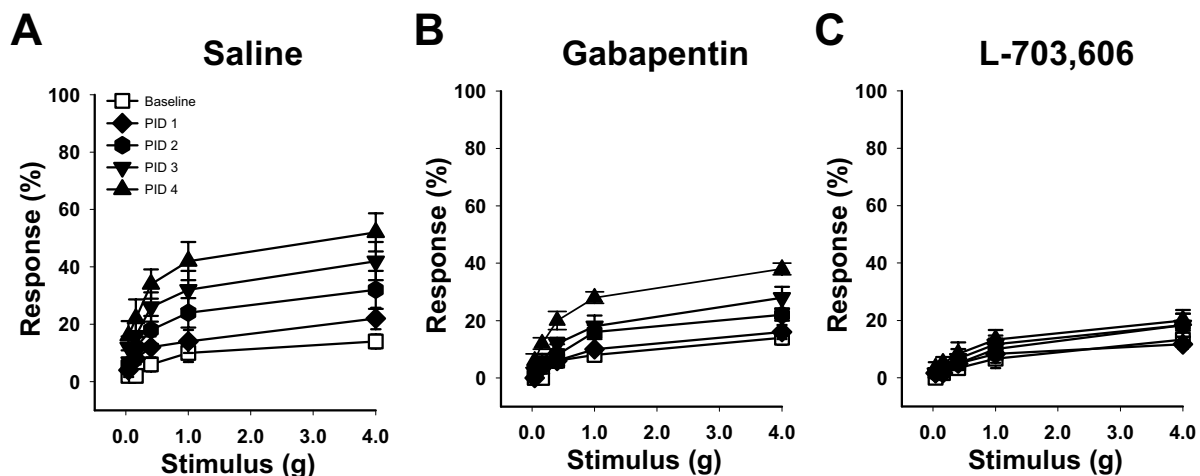 A
Saline
Response (%)
100
80
60
40
20
0
Baseline
PID 1
PID 2
PID 3
PID 4
0.0 1.0 2.0 3.0 4.0
Stimulus (g)
B
Gabapentin
Response (%)
100
80
60
40
20
0
0.0 1.0 2.0 3.0 4.0
Stimulus (g)
C
L-703,606
Response (%)
100
80
60
40
20
0
0.0 1.0 2.0 3.0 4.0
Stimulus (g)